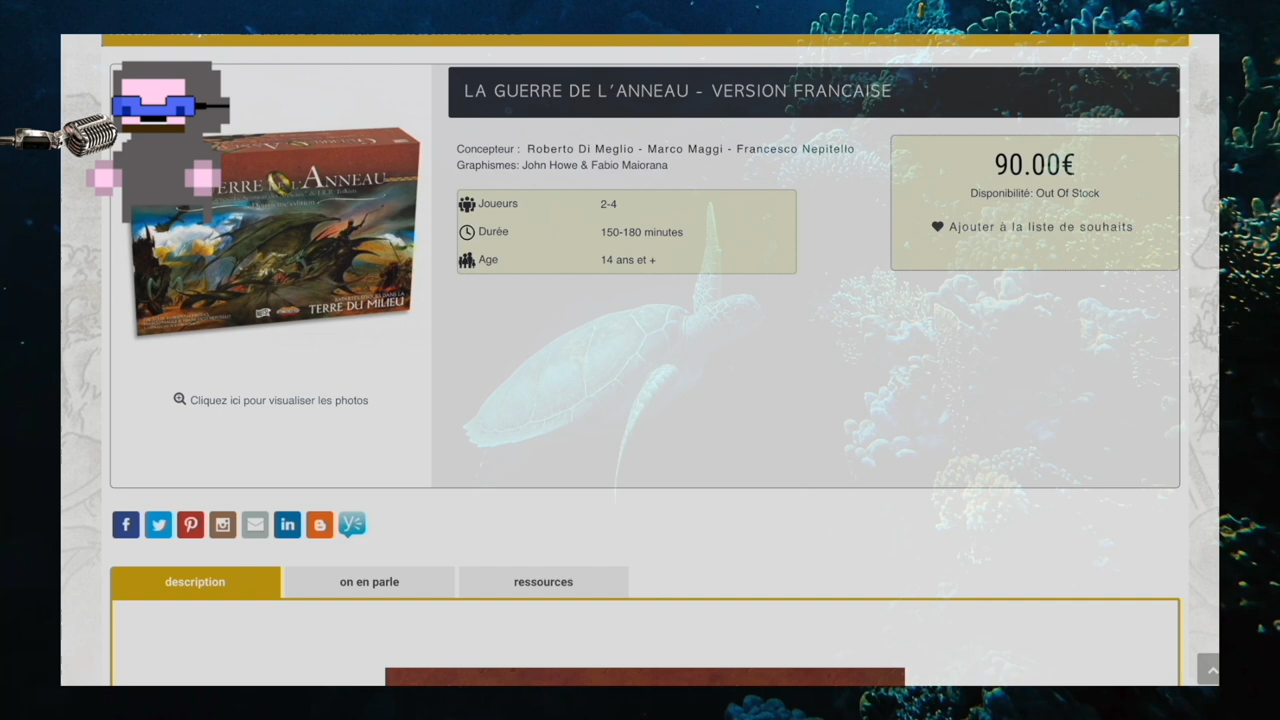 LA GUERRE DE L'ANNEAU - VERSION FRANCAISE
Concepteur : Roberto Di Meglio - Marco Maggi - Francesco Nepitello
Graphismes: John Howe & Fabio Maiorana
Joueurs 2-4
Durée 150-180 minutes
Age 14 ans et +
90.00€
Disponibilité: Out Of Stock
Ajouter à la liste de souhaits
ERRE DE L'ANNEAU
TERRE DU MILIEU
Cliquez ici pour visualiser les photos
description
on en parle
ressources